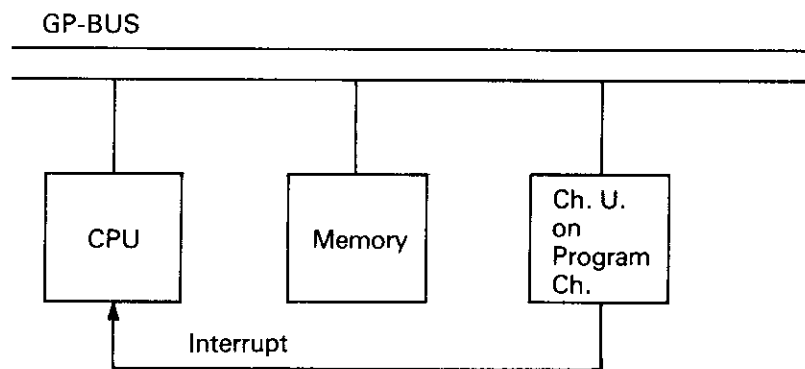 GP-BUS
CPU
Memory
Ch. U.
on
Program
Ch.
Interrupt